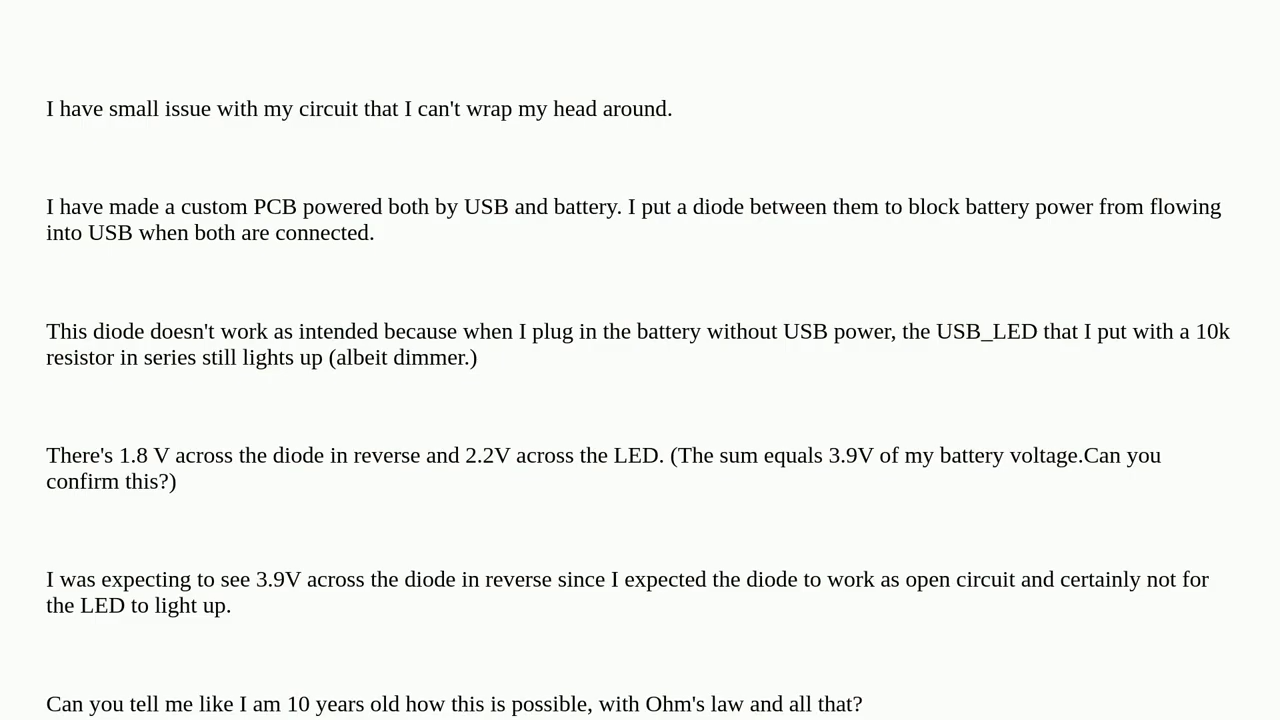 I have small issue with my circuit that I can't wrap my head around.
I have made a custom PCB powered both by USB and battery. I put a diode between them to block battery power from flowing
into USB when both are connected.
This diode doesn't work as intended because when I plug in the battery without USB power, the USB_LED that I put with a 10k
resistor in series still lights up (albeit dimmer.)
There's 1.8 V across the diode in reverse and 2.2V across the LED. (The sum equals 3.9V of my battery voltage.Can you
confirm this?)
I was expecting to see 3.9V across the diode in reverse since I expected the diode to work as open circuit and certainly not for
the LED to light up.
Can you tell me like I am 10 years old how this is possible, with Ohm's law and all that?